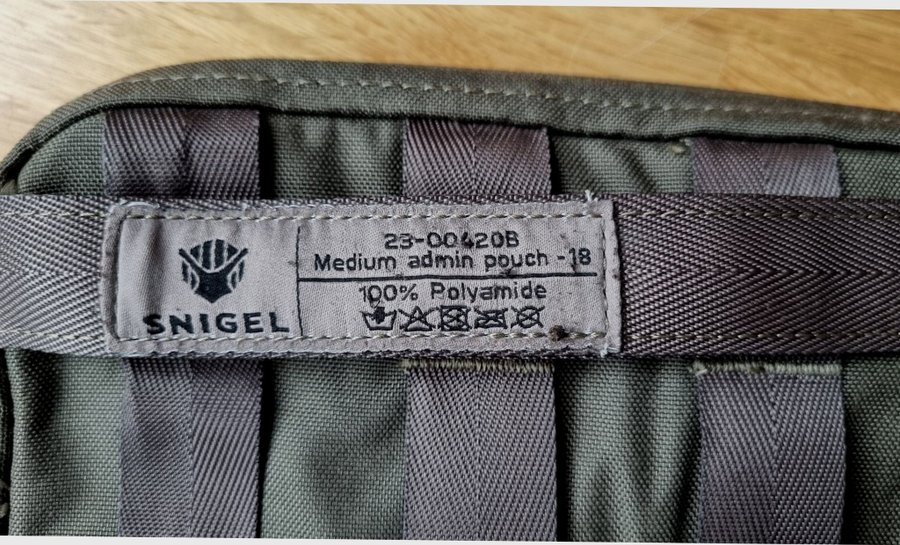 SNIGEL
23-00420B
Medium admin pouch -18
100% Polyamide